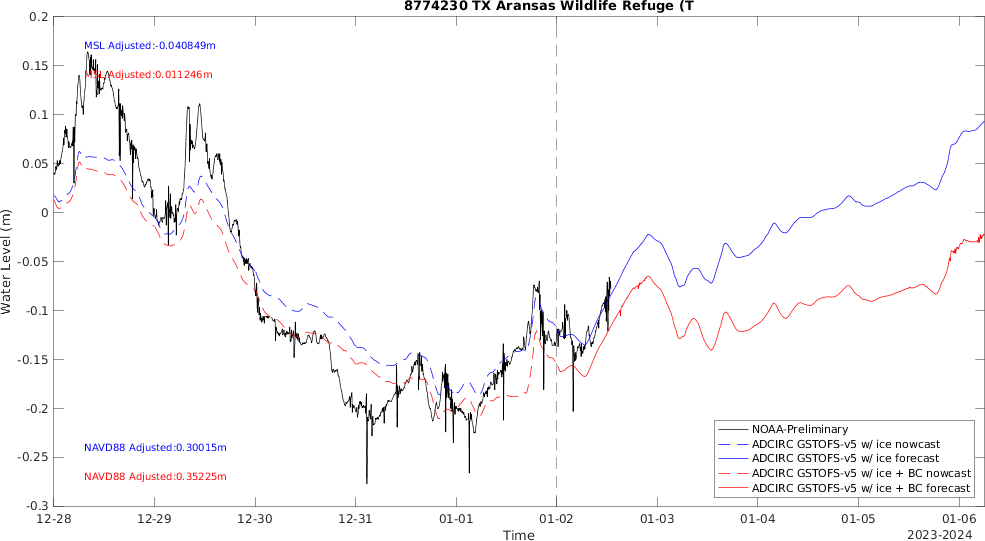 8774230 TX Aransas Wildlife Refuge (T
0.2
0.15
0.1
0.05
0
-0.05
-0.1
-0.15
-0.2
-0.25
-0.3
Water Level (m)
MSL Adjusted:-0.040849m
MSL Adjusted:0.011246m
NAVD88 Adjusted:0.30015m
NAVD88 Adjusted:0.35225m
NOAA-Preliminary
ADCIRC GSTOFS-v5 w/ ice nowcast
ADCIRC GSTOFS-v5 w/ ice forecast
ADCIRC GSTOFS-v5 w/ ice + BC nowcast
ADCIRC GSTOFS-v5 w/ ice + BC forecast
12-28 12-29 12-30 12-31 01-01 01-02 01-03 01-04 01-05 01-06
Time
2023-2024